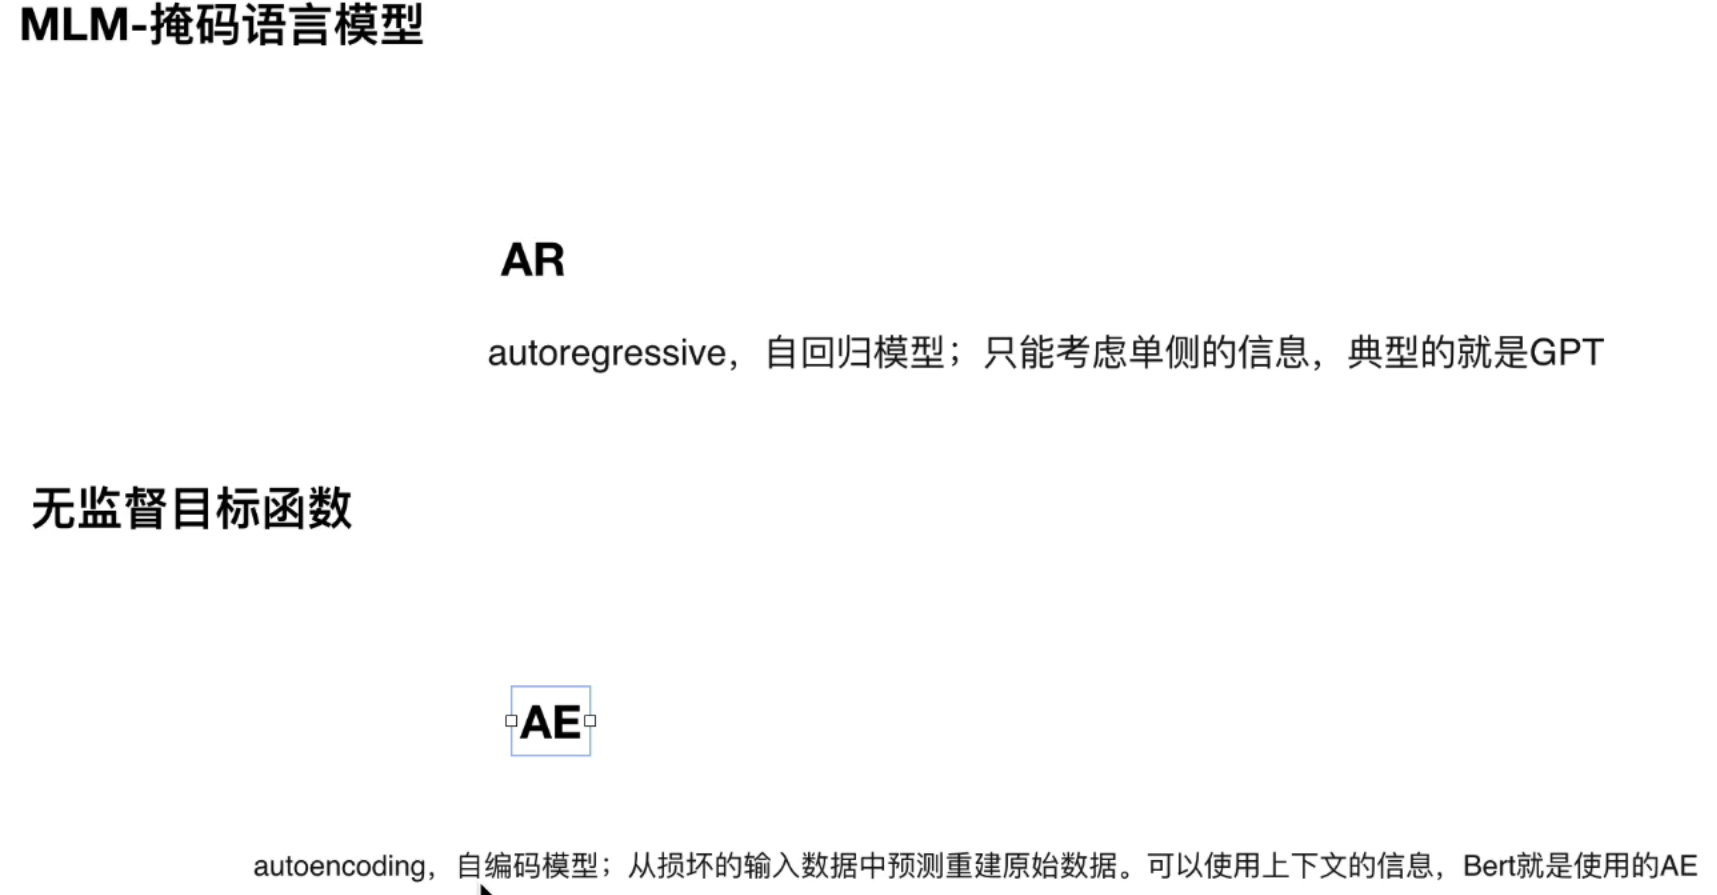 MLM-掩码语言模型
AR
autoregressive，自回归模型；只能考虑单侧的信息，典型的就是GPT
无监督目标函数
AE
autoencoding，自编码模型；从损坏的输入数据中预测重建原始数据。可以使用上下文的信息，Bert就是使用的AE